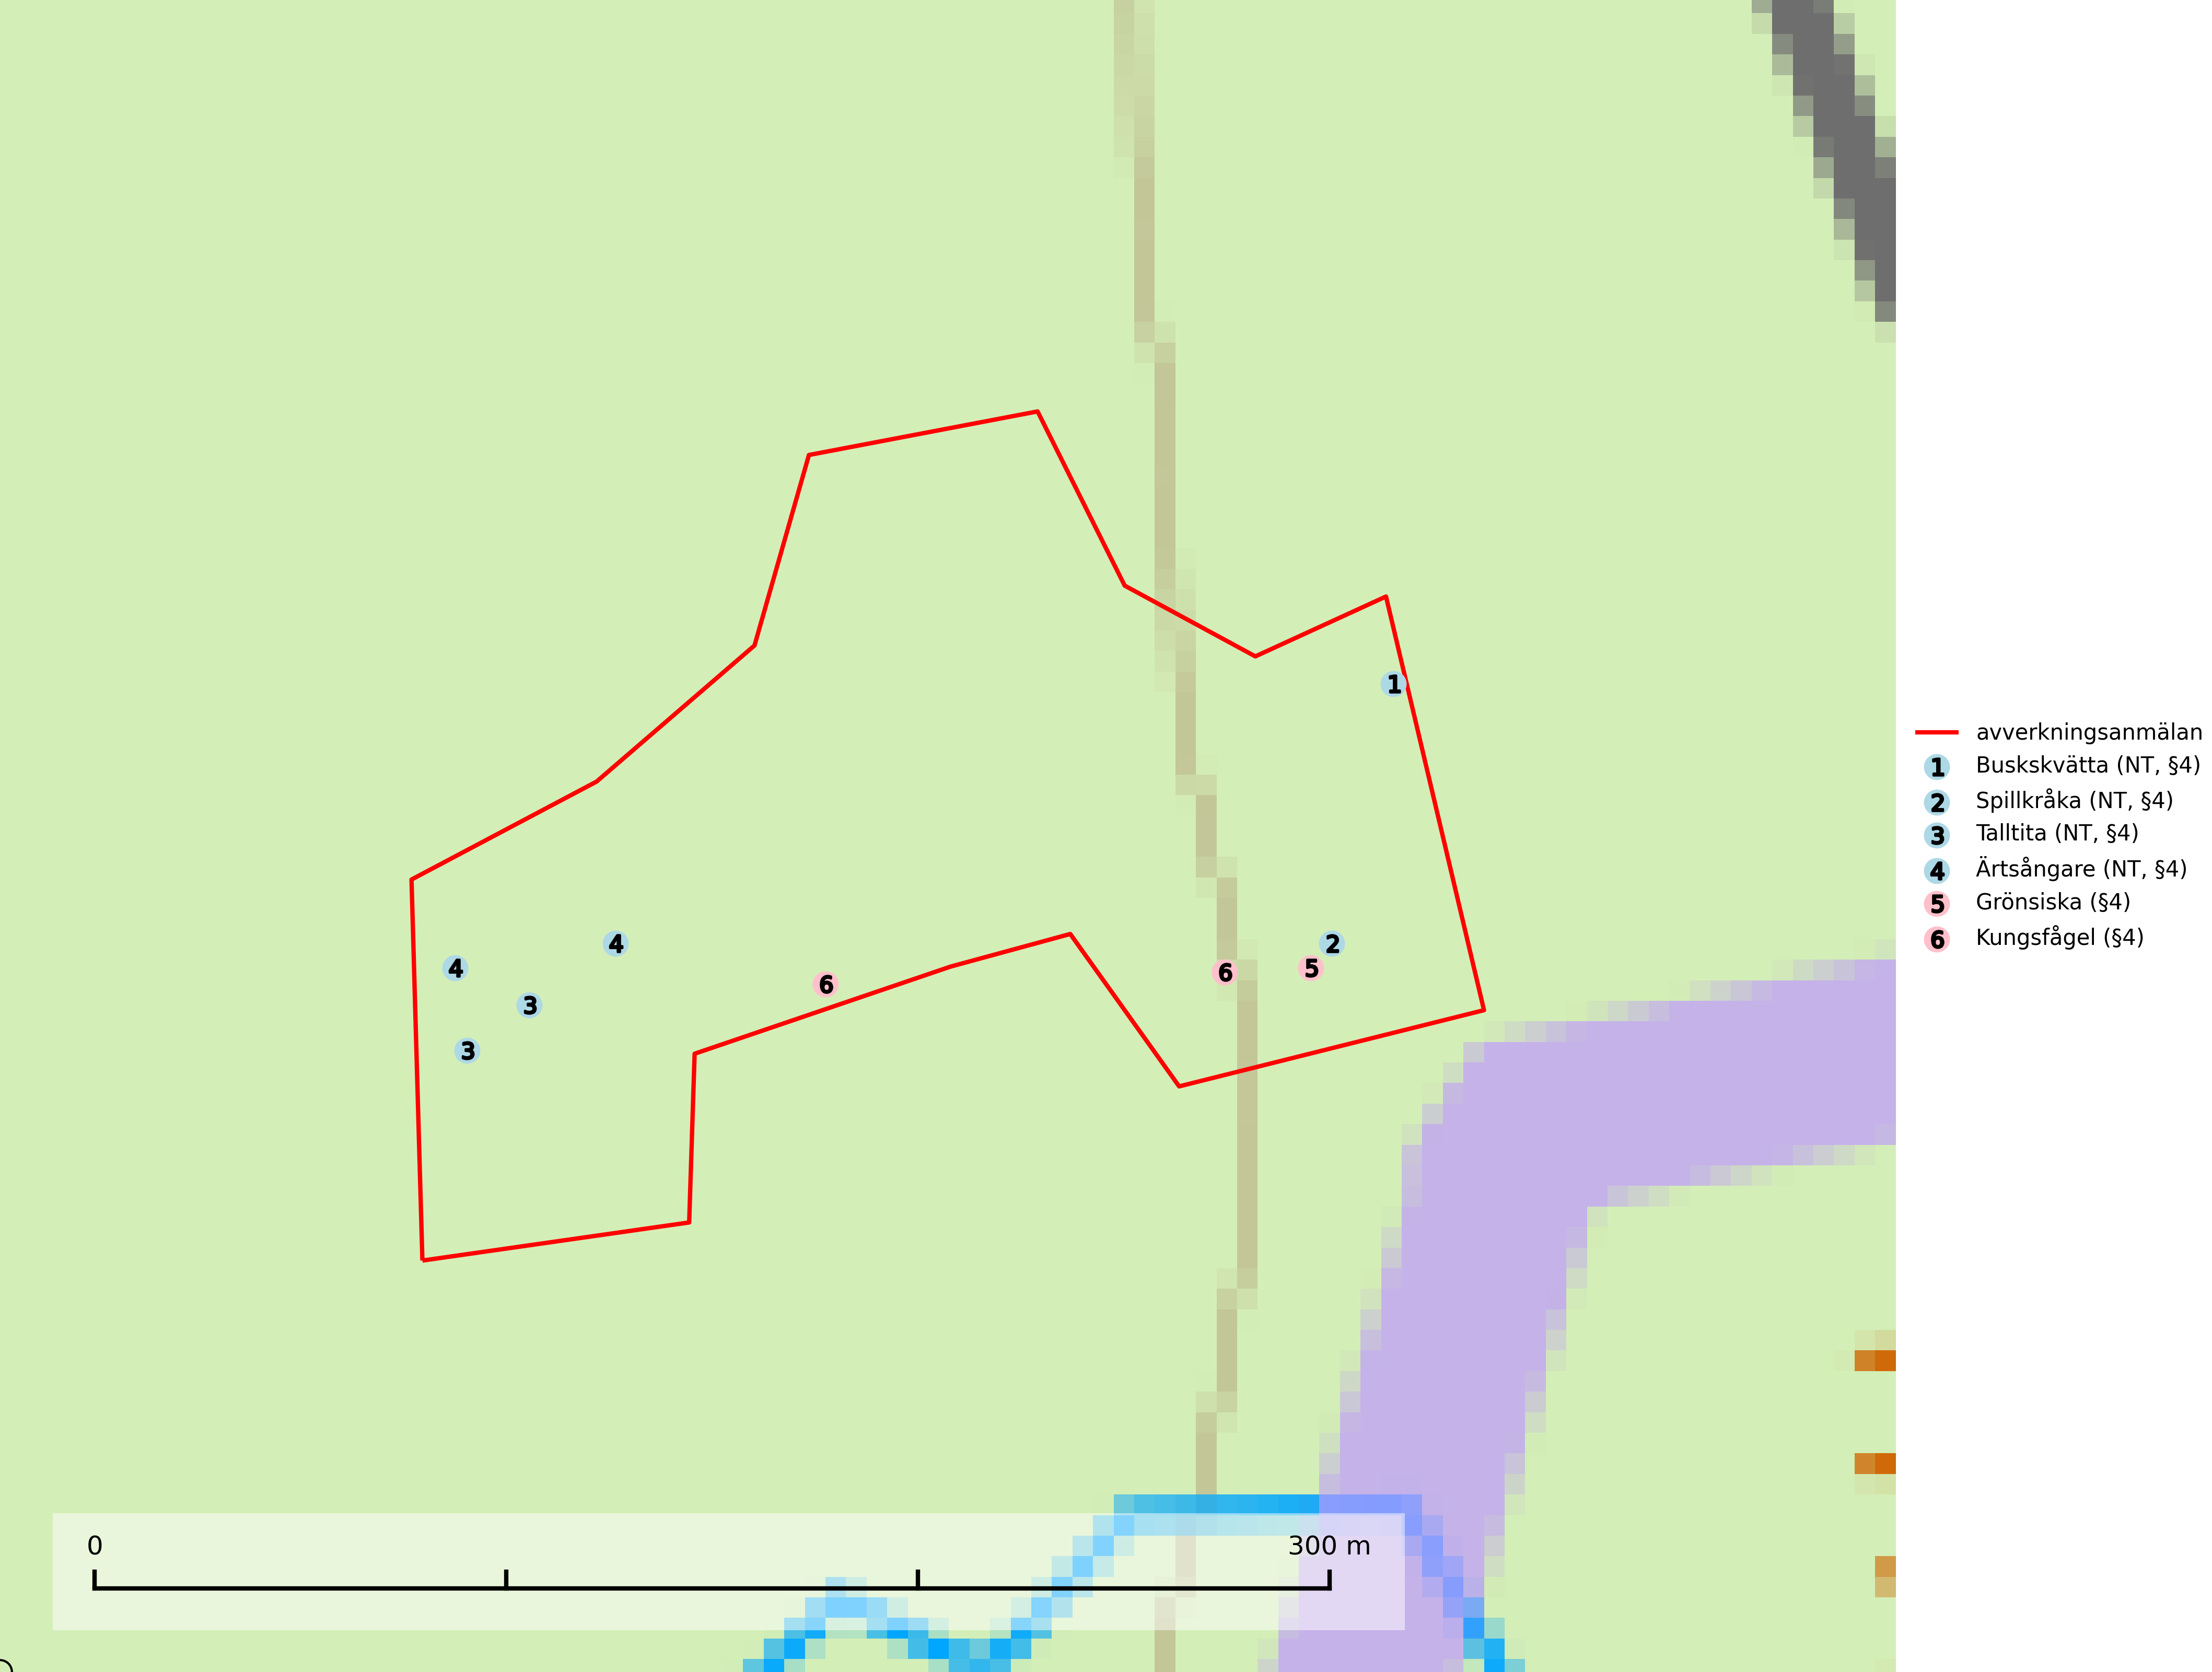 1
4
2
4
6
6
5
3
3
avverkningsanmälan
1 Buskskvätta (NT, §4)
2 Spillkråka (NT, §4)
3 Talltita (NT, §4)
4 Ärtsångare (NT, §4)
5 Grönsiska (§4)
6 Kungsfågel (§4)
0 300 m